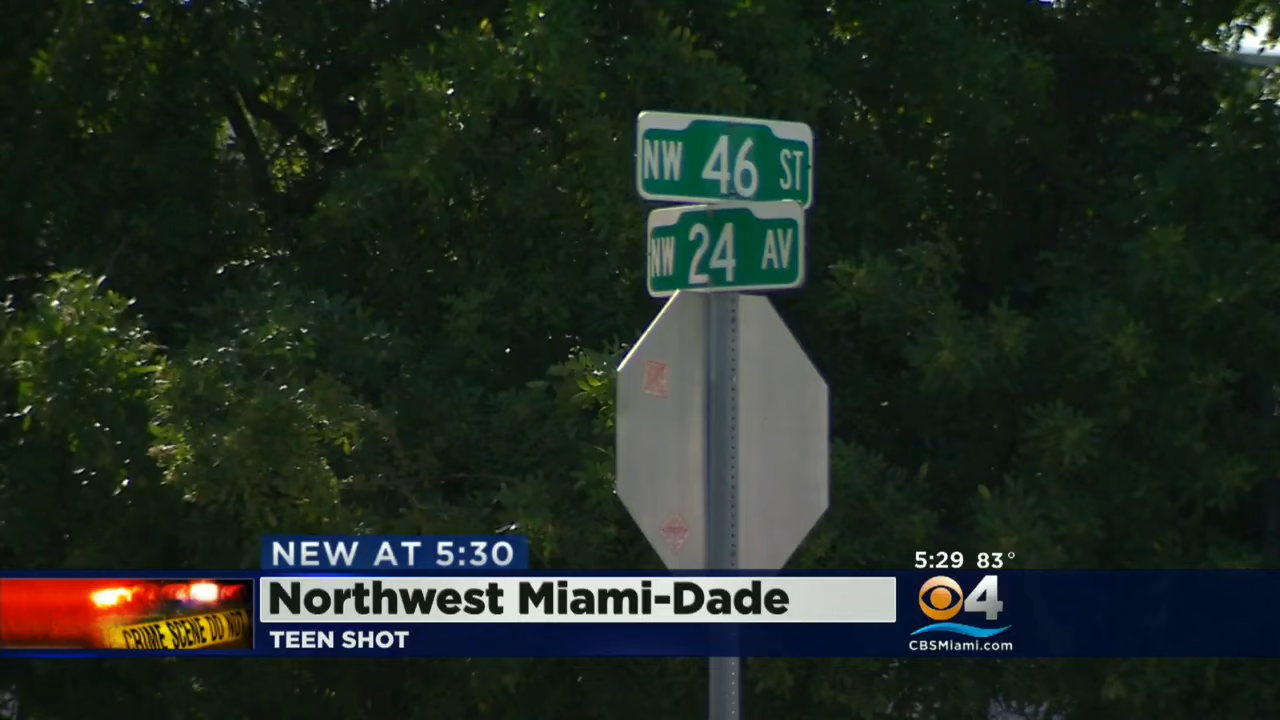 NW 46 ST
NW 24 AV
NEW AT 5:30
Northwest Miami-Dade
TEEN SHOT
CRIME SCENE DO NOT
5:29 83°
4
CBSMiami.com